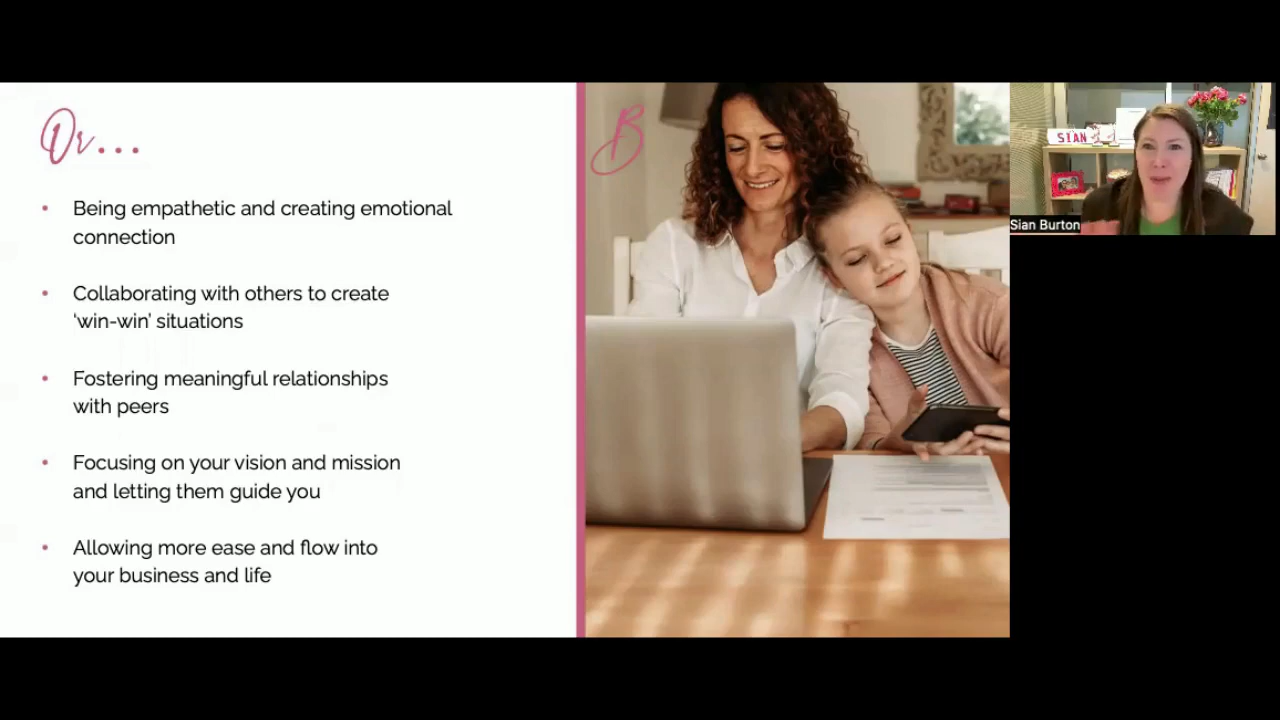 Or...
B
SIAN
Sian Burton
• Being empathetic and creating emotional
connection
• Collaborating with others to create
‘win-win’ situations
• Fostering meaningful relationships
with peers
• Focusing on your vision and mission
and letting them guide you
• Allowing more ease and flow into
your business and life